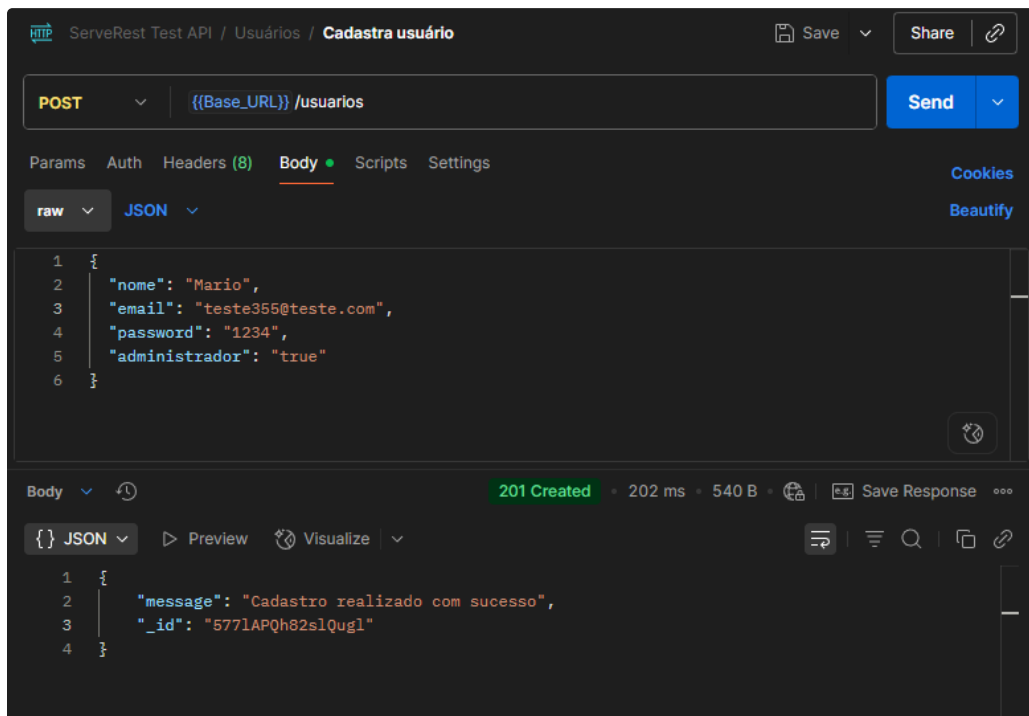 HTTP ServeRest Test API / Usuários / Cadastra usuário Save Share
POST {{Base_URL}} /usuarios Send
Params Auth Headers (8) Body Scripts Settings
Cookies
raw JSON Beautify
1 {
2 "nome": "Mario",
3 "email": "teste355@teste.com",
4 "password": "1234",
5 "administrador": "true"
6 }
Body 201 Created 202 ms 540 B e.g. Save Response
{} JSON Preview Visualize
1 {
2 "message": "Cadastro realizado com sucesso",
3 "_id": "577lAPQh82slQugl"
4 }